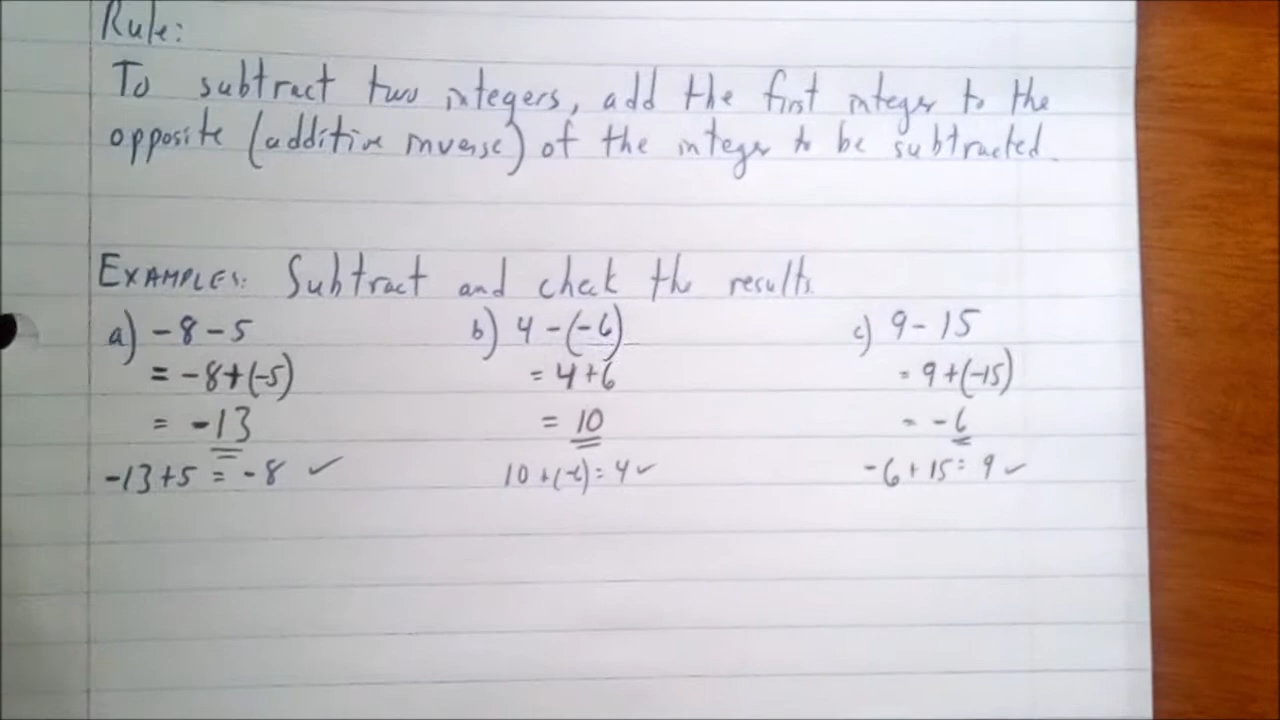 Rule:
To subtract two integers, add the first integer to the
opposite (additive inverse) of the integer to be subtracted.
EXAMPLES: Subtract and check the results.
a) -8-5 b) 4-(-6) c) 9-15
= -8+(-5) = 4+6 = 9+(-15)
= -13 = 10 = -6
-13+5 = -8 ✓ 10+(-6)=4 ✓ -6+15=9 ✓